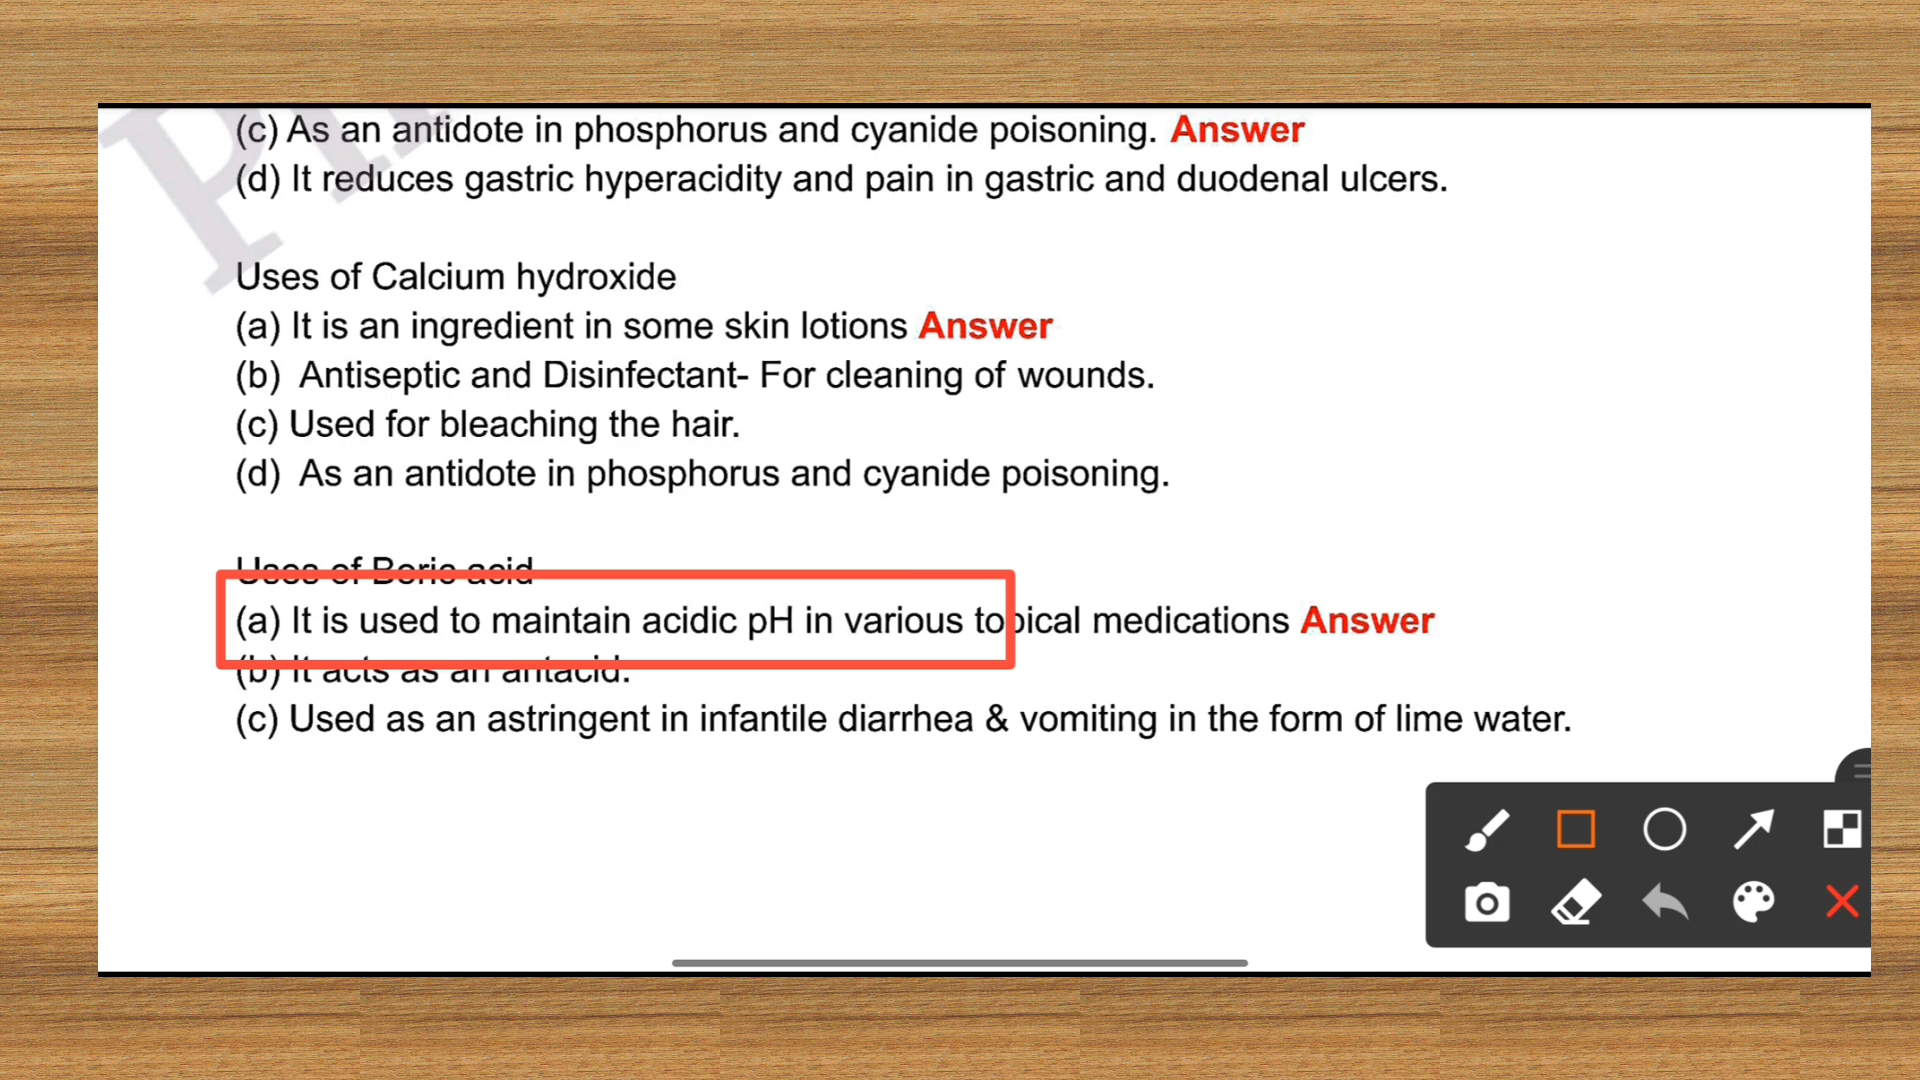 (c) As an antidote in phosphorus and cyanide poisoning. Answer
(d) It reduces gastric hyperacidity and pain in gastric and duodenal ulcers.
Uses of Calcium hydroxide
(a) It is an ingredient in some skin lotions Answer
(b) Antiseptic and Disinfectant- For cleaning of wounds.
(c) Used for bleaching the hair.
(d) As an antidote in phosphorus and cyanide poisoning.
Uses of Boric acid
(a) It is used to maintain acidic pH in various topical medications Answer
(b) It acts as an antacid.
(c) Used as an astringent in infantile diarrhea & vomiting in the form of lime water.